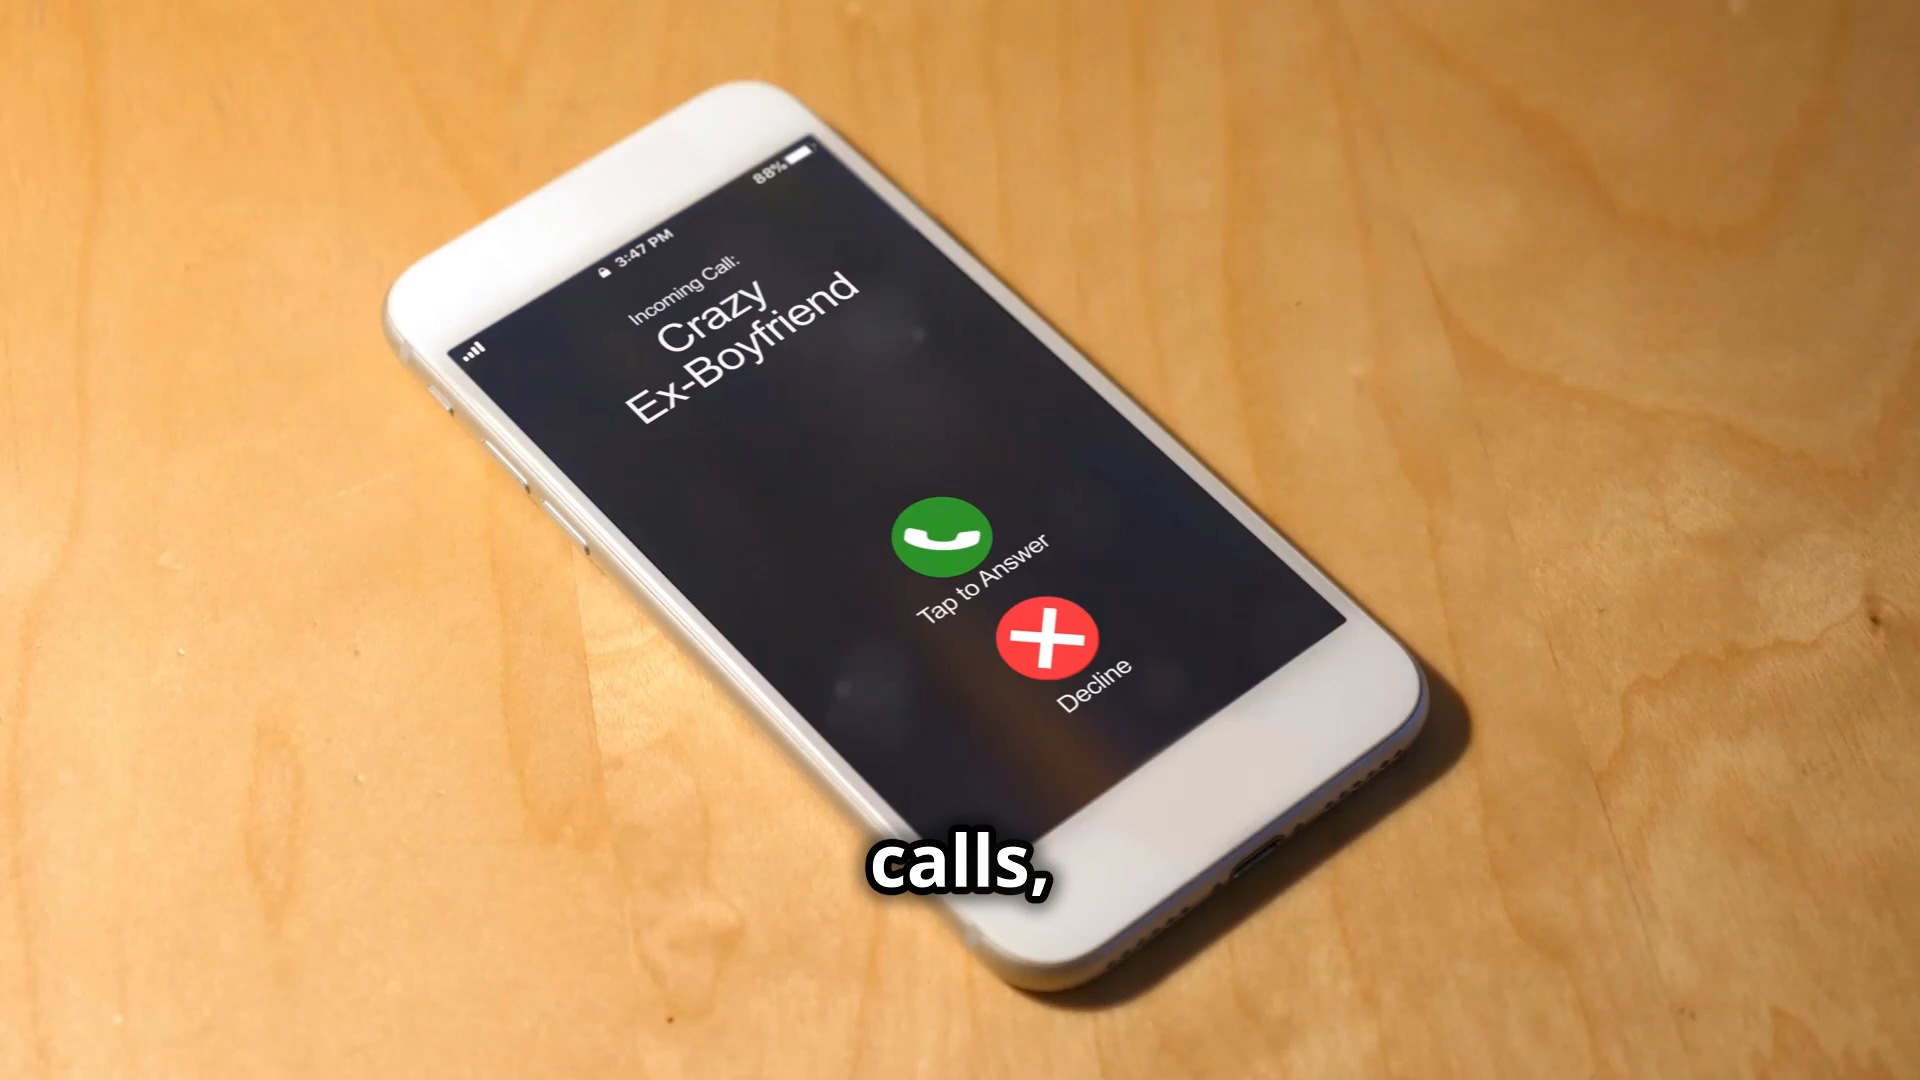 88%
3:47 PM
Incoming Call:
Crazy
Ex-Boyfriend
Tap to Answer
Decline
calls,